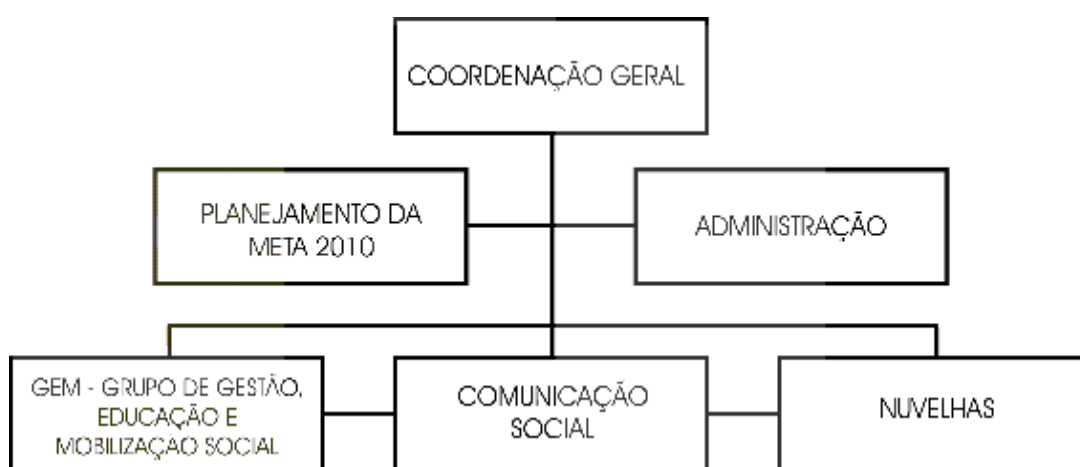 COORDENAÇÃO GERAL
PLANEJAMENTO DA
META 2010
ADMINISTRAÇÃO
GEM - GRUPO DE GESTÃO,
EDUCAÇÃO E
MOBILIZAÇÃO SOCIAL
COMUNICAÇÃO
SOCIAL
NUVELHAS